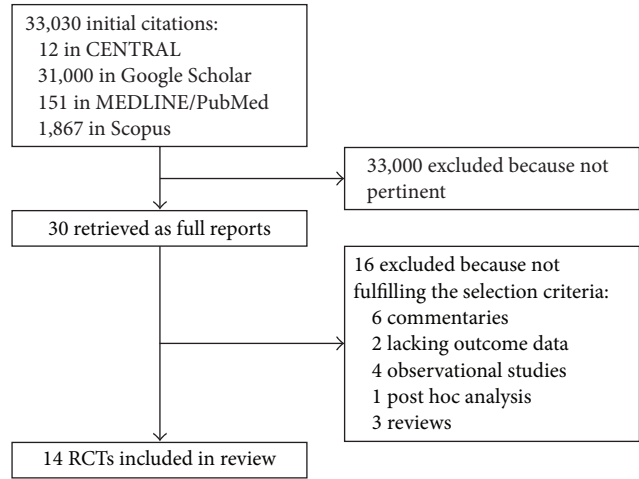 33,030 initial citations:
12 in CENTRAL
31,000 in Google Scholar
151 in MEDLINE/PubMed
1,867 in Scopus
33,000 excluded because not
pertinent
30 retrieved as full reports
16 excluded because not
fulfilling the selection criteria:
6 commentaries
2 lacking outcome data
4 observational studies
1 post hoc analysis
3 reviews
14 RCTs included in review